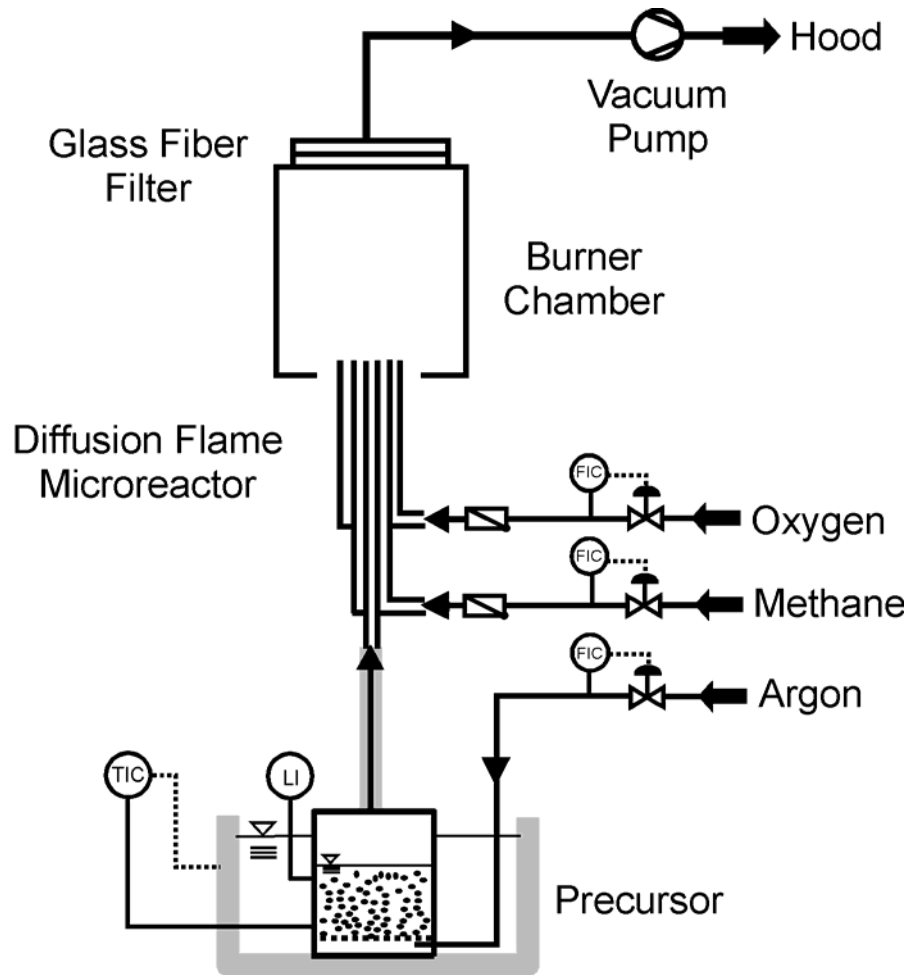 Hood
Vacuum
Pump
Glass Fiber
Filter
Burner
Chamber
Diffusion Flame
Microreactor
FIC
Oxygen
FIC
Methane
FIC
Argon
TIC
LI
Precursor